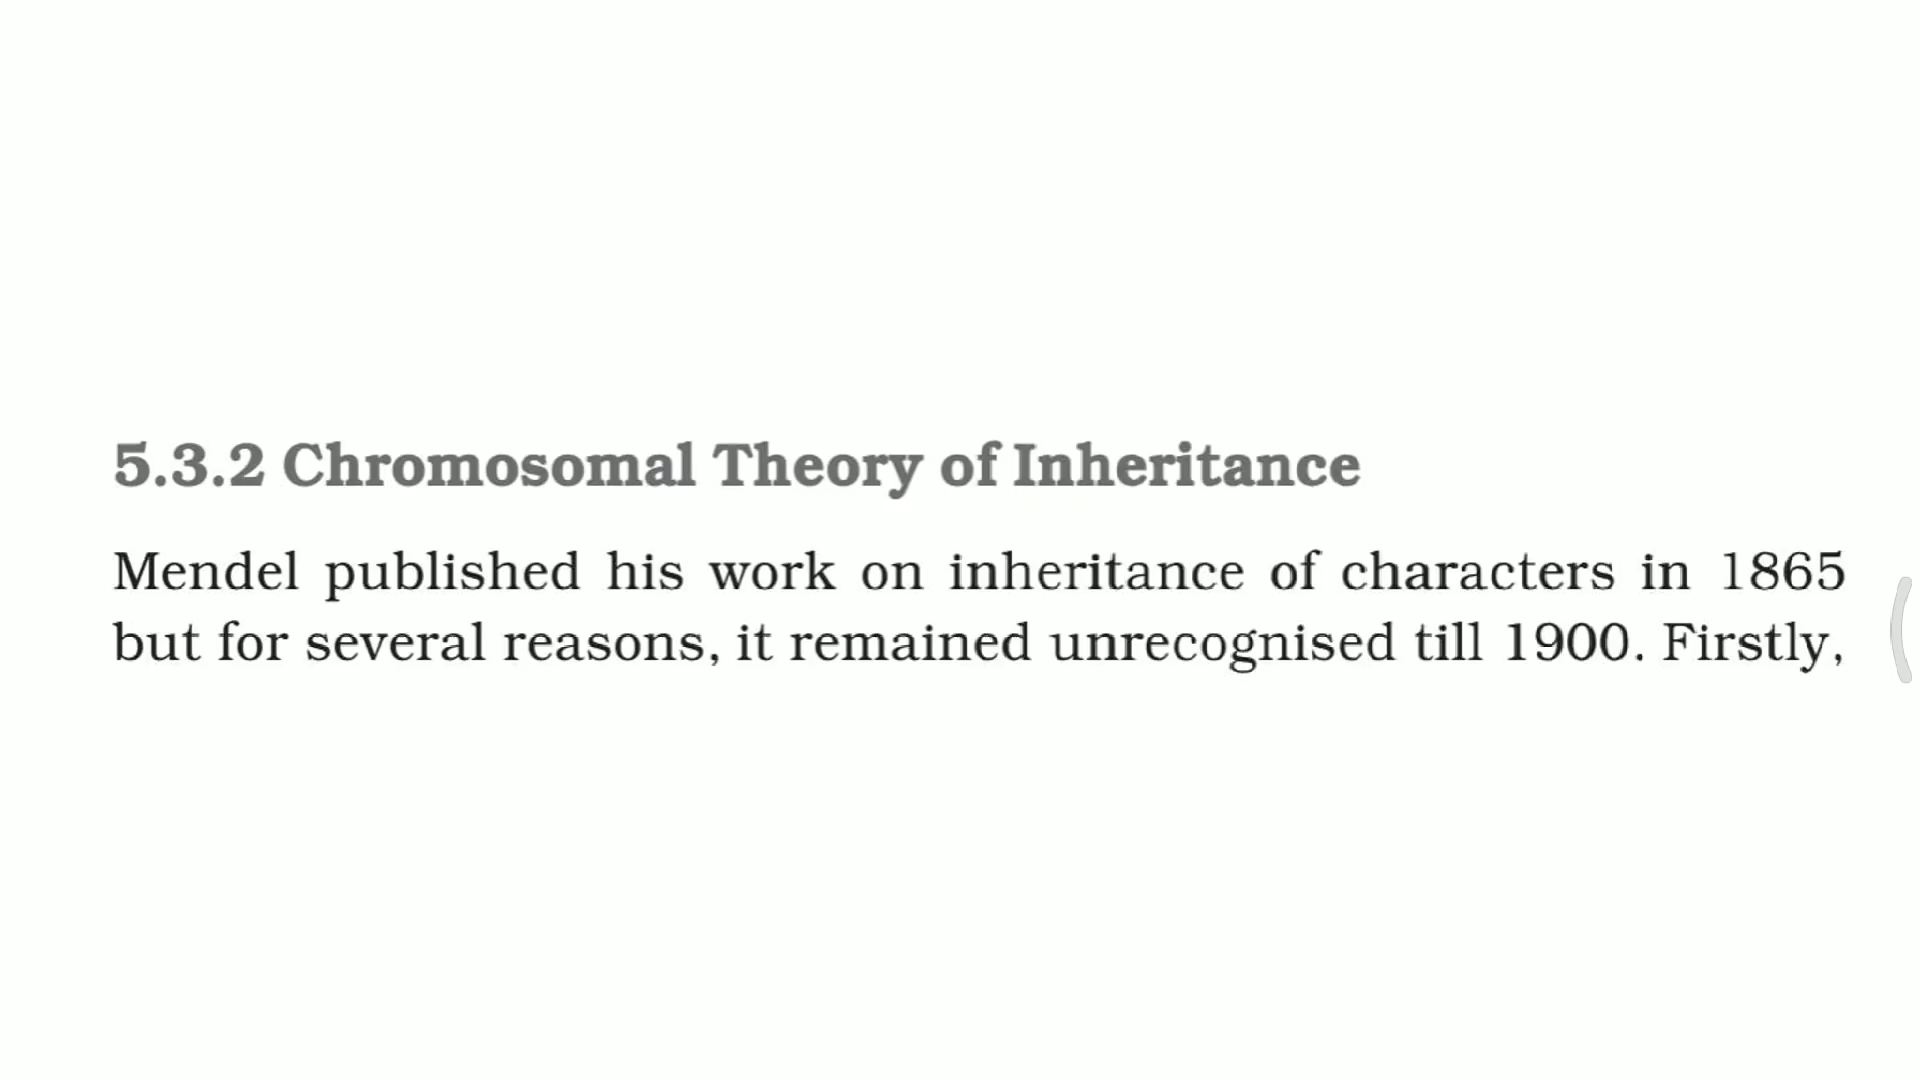 5.3.2 Chromosomal Theory of Inheritance
Mendel published his work on inheritance of characters in 1865
but for several reasons, it remained unrecognised till 1900. Firstly,